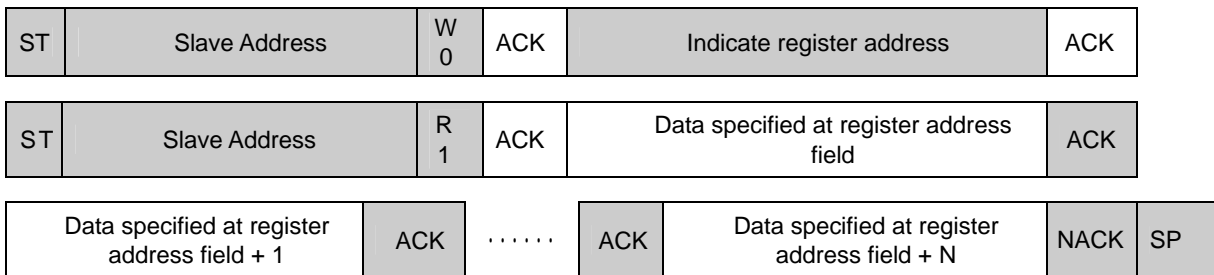 ST Slave Address W 0 ACK Indicate register address ACK
ST Slave Address R 1 ACK Data specified at register address field ACK
Data specified at register address field + 1 ACK ······ ACK Data specified at register address field + N NACK SP